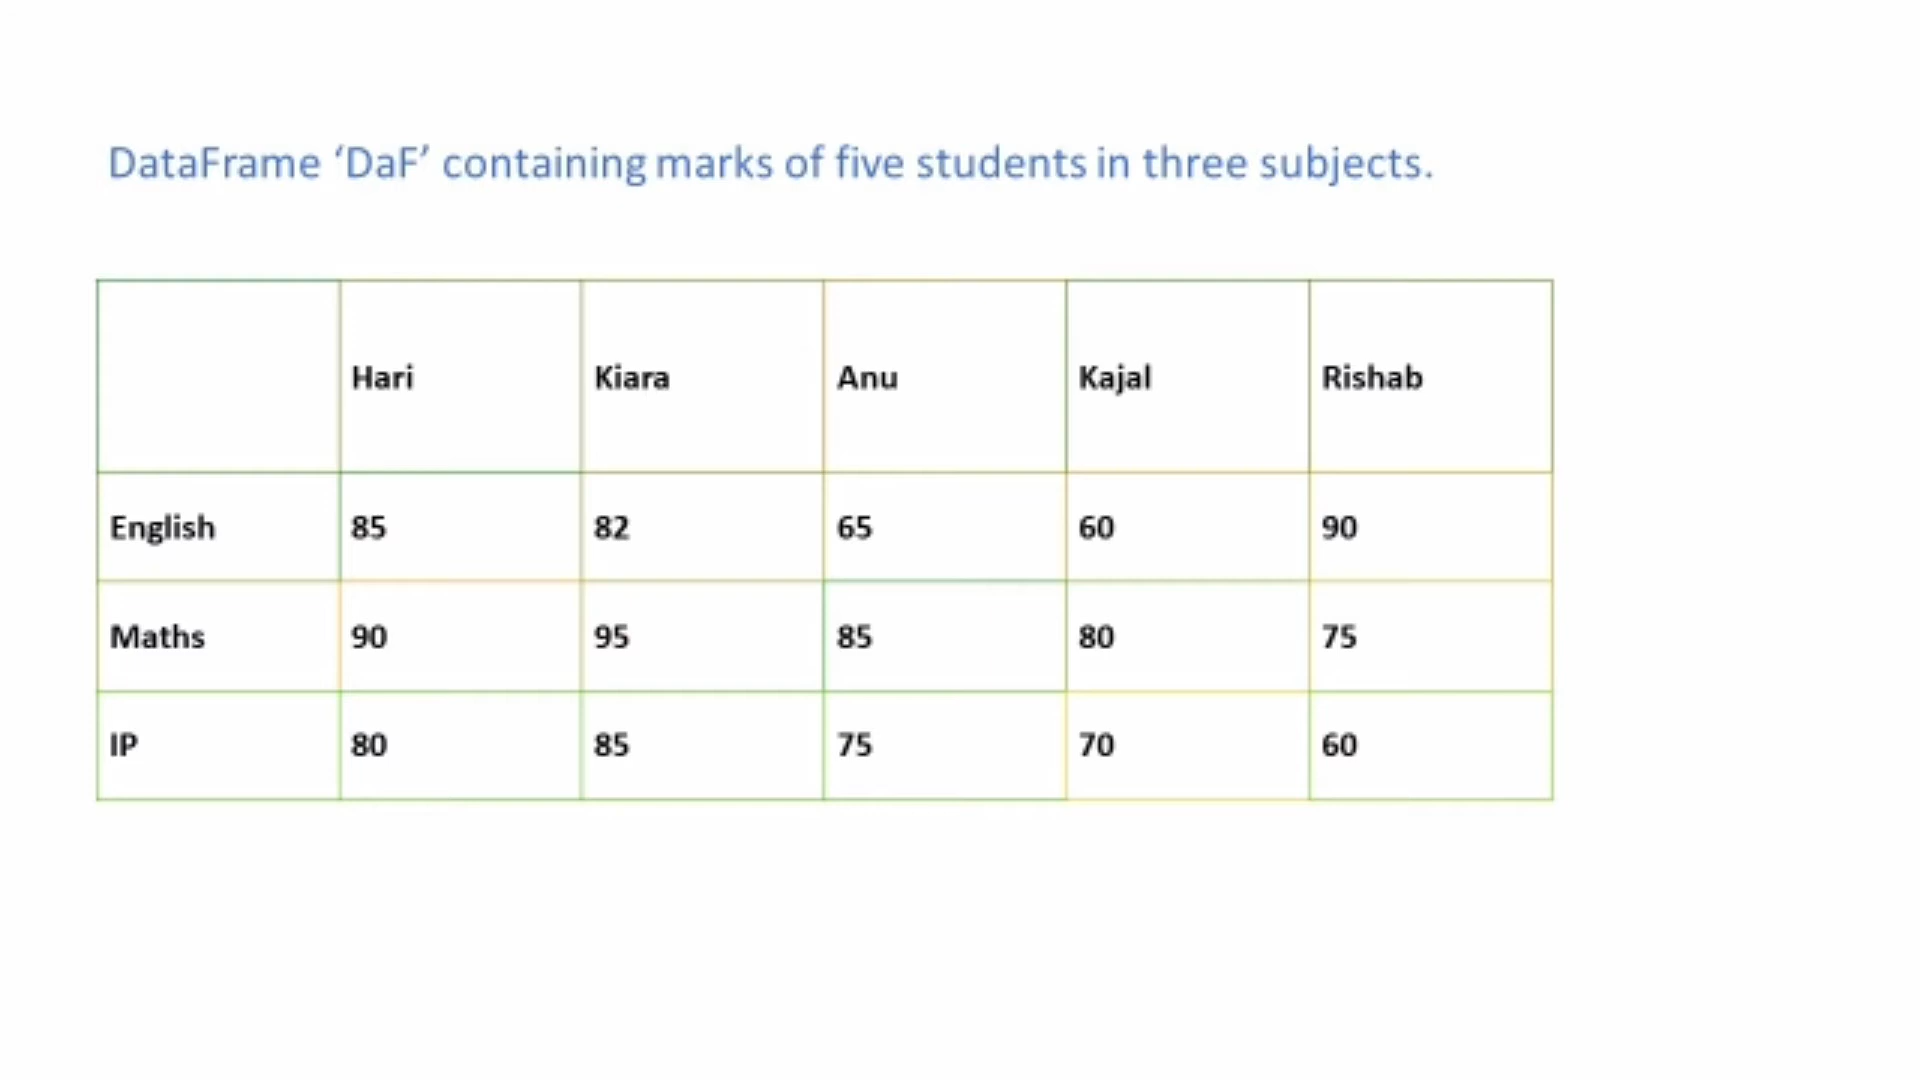 DataFrame ‘DaF’ containing marks of five students in three subjects.
Hari Kiara Anu Kajal Rishab
English 85 82 65 60 90
Maths 90 95 85 80 75
IP 80 85 75 70 60